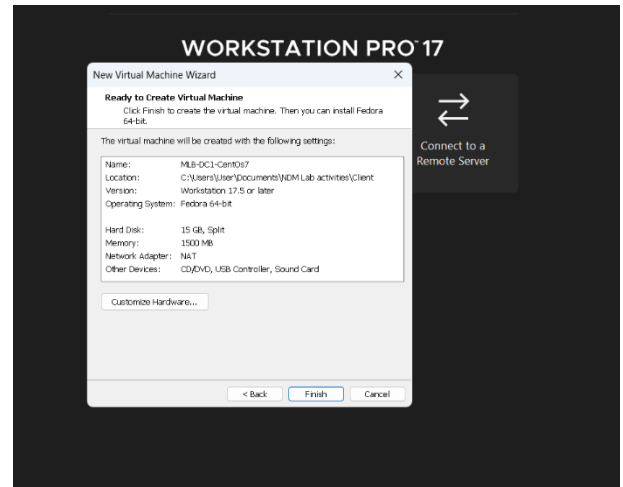 WORKSTATION PRO™ 17
New Virtual Machine Wizard
Ready to Create Virtual Machine
Click Finish to create the virtual machine. Then you can install Fedora
64-bit.
The virtual machine will be created with the following settings:
Name: MLB-DC1-CentOs7
Location: C:\Users\User\Documents\NDM Lab activities\Client
Version: Workstation 17.5 or later
Operating System: Fedora 64-bit
Hard Disk: 15 GB, Split
Memory: 1500 MB
Network Adapter: NAT
Other Devices: CD/DVD, USB Controller, Sound Card
Customize Hardware...
< Back Finish Cancel
Connect to a
Remote Server